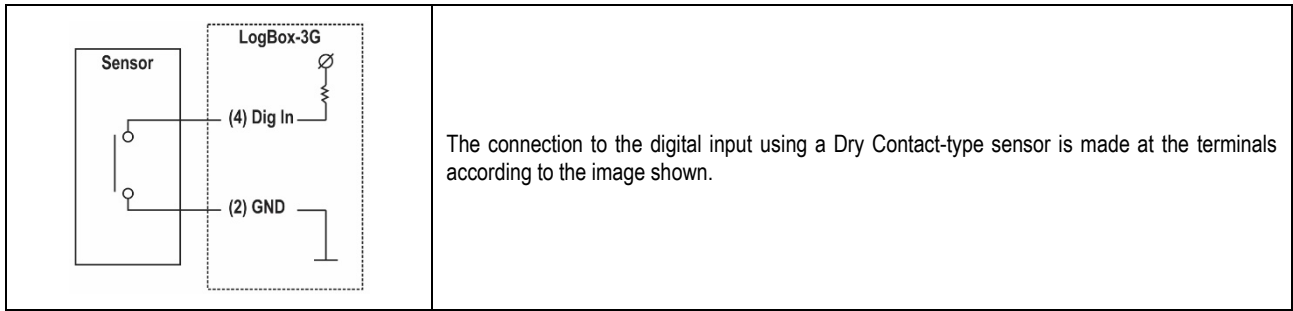 LogBox-3G
Sensor
(4) Dig In
(2) GND
The connection to the digital input using a Dry Contact-type sensor is made at the terminals
according to the image shown.